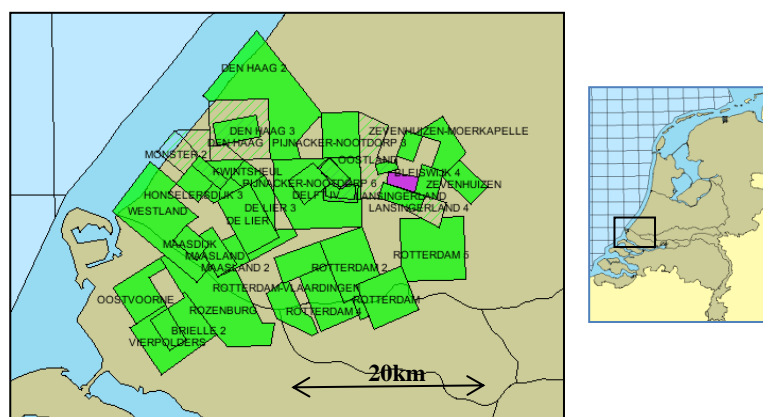 DEN HAAG 2
DEN HAAG 3
ZEVENHUIZEN-MOERKAPELLE
DEN HAAG
PIJNACKER-NOOTDORP 3
MONSTER 2
OOSTLAND
KWINTSHEUL
BLEISWIJK 4
PIJNACKER-NOOTDORP 6
ZEVENHUIZEN
HONSELERSDIJK 3
DELFT IV
LANSINGERLAND
WESTLAND
DE LIER 3
LANSINGERLAND 4
DE LIER
MAASDIJK
MAASLAND
ROTTERDAM 5
MAASLAND 2
ROTTERDAM 2
ROTTERDAM-VLAARDINGEN
OOSTVOORNE
ROTTERDAM
ROZENBURG
ROTTERDAM 4
BRIELLE 2
VIERPOLDERS
20km